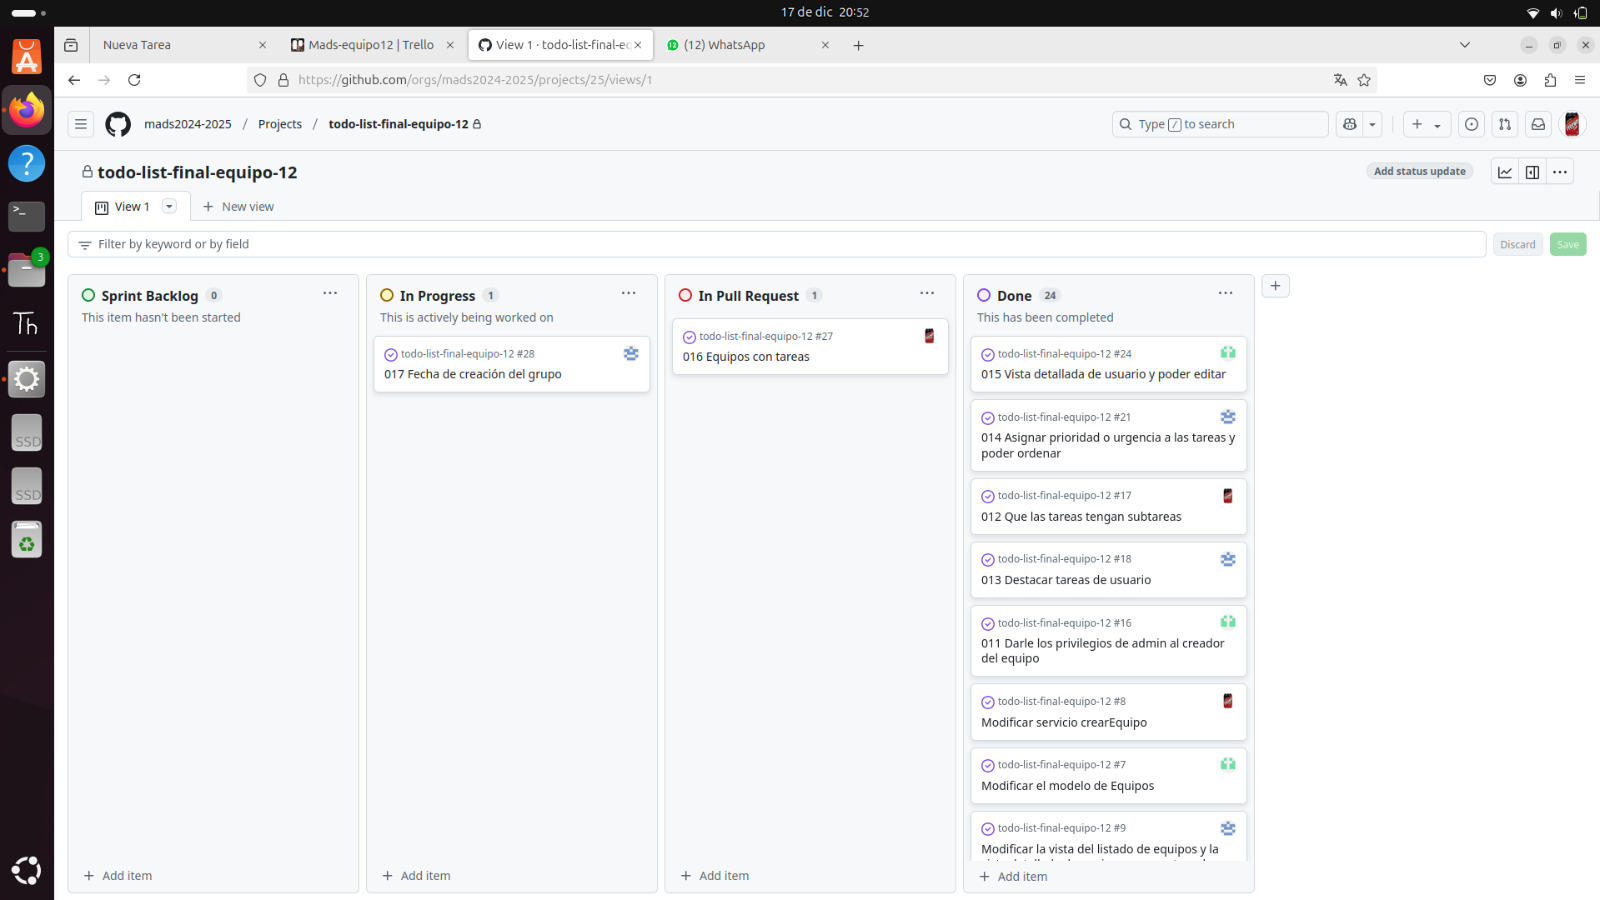 17 de dic 20:52
Nueva Tarea
Mads-equipo12 | Trello
View 1 · todo-list-final-eq
(12) WhatsApp
https://github.com/orgs/mads2024-2025/projects/25/views/1
mads2024-2025 / Projects / todo-list-final-equipo-12
Type / to search
todo-list-final-equipo-12
Add status update
View 1
New view
Filter by keyword or by field
Discard
Save
Sprint Backlog 0
This item hasn't been started
Add item
In Progress 1
This is actively being worked on
todo-list-final-equipo-12 #28
017 Fecha de creación del grupo
Add item
In Pull Request 1
todo-list-final-equipo-12 #27
016 Equipos con tareas
Add item
Done 24
This has been completed
todo-list-final-equipo-12 #24
015 Vista detallada de usuario y poder editar
todo-list-final-equipo-12 #21
014 Asignar prioridad o urgencia a las tareas y
poder ordenar
todo-list-final-equipo-12 #17
012 Que las tareas tengan subtareas
todo-list-final-equipo-12 #18
013 Destacar tareas de usuario
todo-list-final-equipo-12 #16
011 Darle los privilegios de admin al creador
del equipo
todo-list-final-equipo-12 #8
Modificar servicio crearEquipo
todo-list-final-equipo-12 #7
Modificar el modelo de Equipos
todo-list-final-equipo-12 #9
Modificar la vista del listado de equipos y la
Add item
3
Th
SSD
SSD